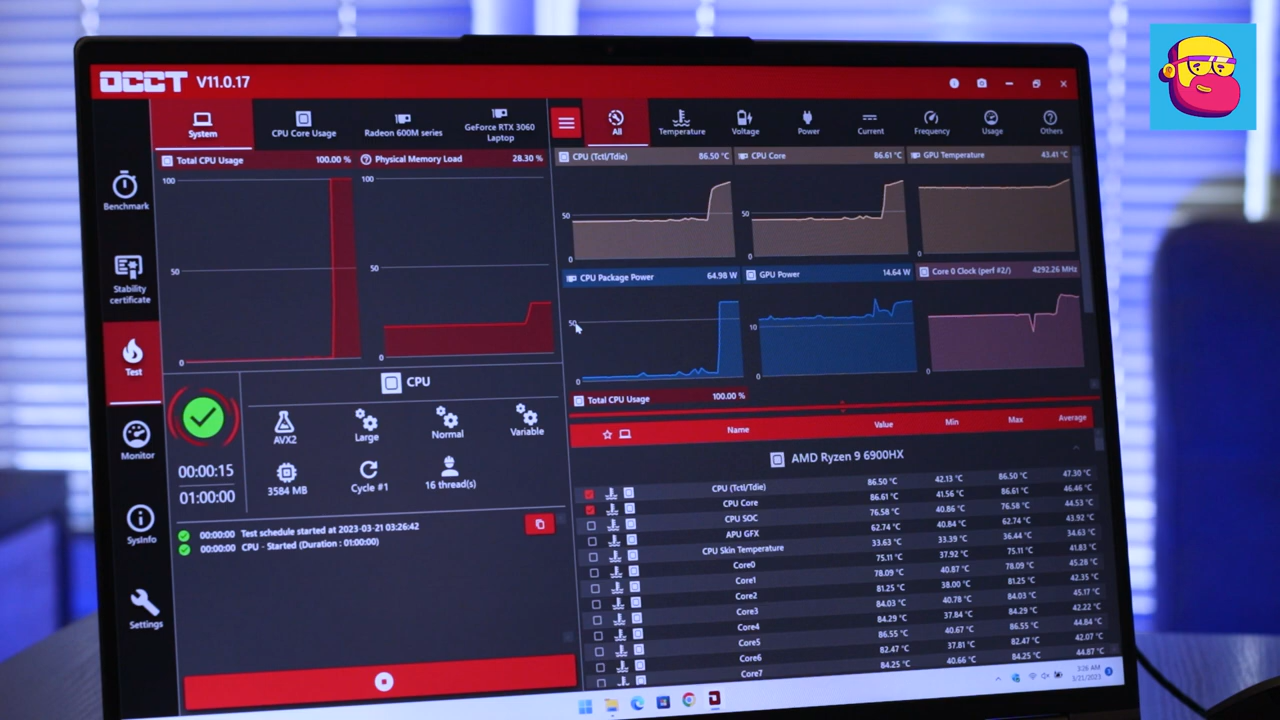 OCCT V11.0.17
System
CPU Core Usage
Radeon 600M series
GeForce RTX 3060 Laptop
All
Temperature
Voltage
Power
Current
Frequency
Usage
Others
Total CPU Usage 100.00 %
Physical Memory Load 28.30 %
100
50
0
100
50
0
CPU (Tctl/Tdie) 86.50 °C
CPU Core 86.61 °C
GPU Temperature 43.41 °C
50
0
50
0
0
CPU Package Power 64.98 W
GPU Power 14.64 W
Core 0 Clock (perf #2/) 4292.26 MHz
50
0
10
0
0
Total CPU Usage 100.00 %
Benchmark
Stability certificate
Test
Monitor
SysInfo
Settings
CPU
AVX2
Large
Normal
Variable
3584 MB
Cycle #1
16 thread(s)
00:00:15
01:00:00
00:00:00 Test schedule started at 2023-03-21 03:26:42
00:00:00 CPU - Started (Duration : 01:00:00)
Name Value Min Max Average
AMD Ryzen 9 6900HX
CPU (Tctl/Tdie) 86.50 °C 42.13 °C 86.50 °C 47.30 °C
CPU Core 86.61 °C 41.56 °C 86.61 °C 46.46 °C
CPU SOC 76.58 °C 40.86 °C 76.58 °C 44.53 °C
APU GFX 62.74 °C 40.84 °C 62.74 °C 43.92 °C
CPU Skin Temperature 33.63 °C 33.39 °C 36.44 °C 34.63 °C
Core0 75.11 °C 37.92 °C 75.11 °C 41.83 °C
Core1 78.09 °C 40.87 °C 78.09 °C 45.28 °C
Core2 81.25 °C 38.00 °C 81.25 °C 42.35 °C
Core3 84.03 °C 40.78 °C 84.03 °C 45.17 °C
Core4 84.29 °C 37.84 °C 84.29 °C 42.22 °C
Core5 86.55 °C 40.67 °C 86.55 °C 44.84 °C
Core6 82.47 °C 37.81 °C 82.47 °C 42.07 °C
Core7 84.25 °C 40.66 °C 84.25 °C 44.87 °C
3:26 AM
3/21/2023